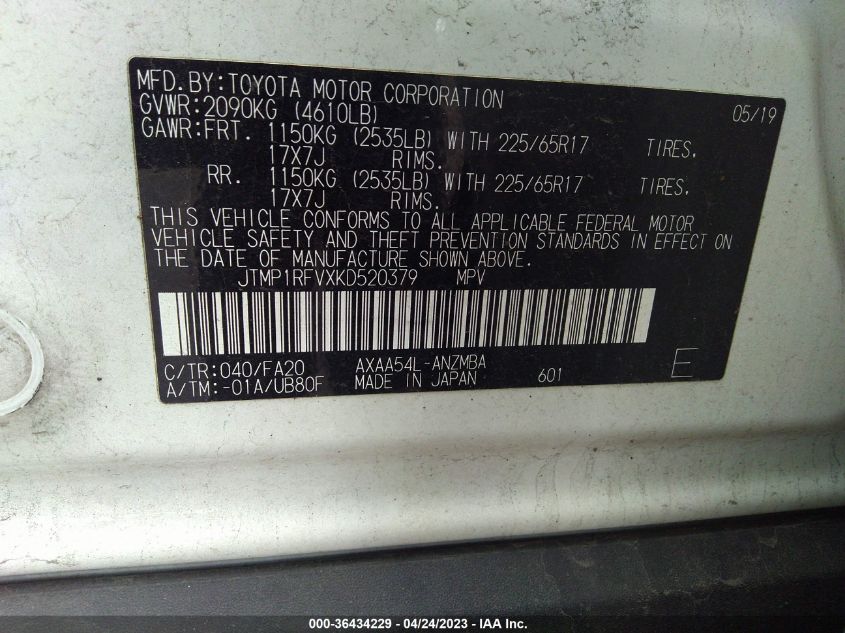 MFD.BY:TOYOTA MOTOR CORPORATION 05/19
GVWR:2090KG (4610LB)
GAWR:FRT. 1150KG (2535LB) WITH 225/65R17 TIRES.
17X7J RIMS.
RR. 1150KG (2535LB) WITH 225/65R17 TIRES.
17X7J RIMS.
THIS VEHICLE CONFORMS TO ALL APPLICABLE FEDERAL MOTOR
VEHICLE SAFETY AND THEFT PREVENTION STANDARDS IN EFFECT ON
THE DATE OF MANUFACTURE SHOWN ABOVE.
JTMP1RFVXKD520379 MPV
C/TR:040/FA20 AXAA54L-ANZMBA
A/TM:-01A/UB80F MADE IN JAPAN 601 E
000-36434229 - 04/24/2023 - IAA Inc.